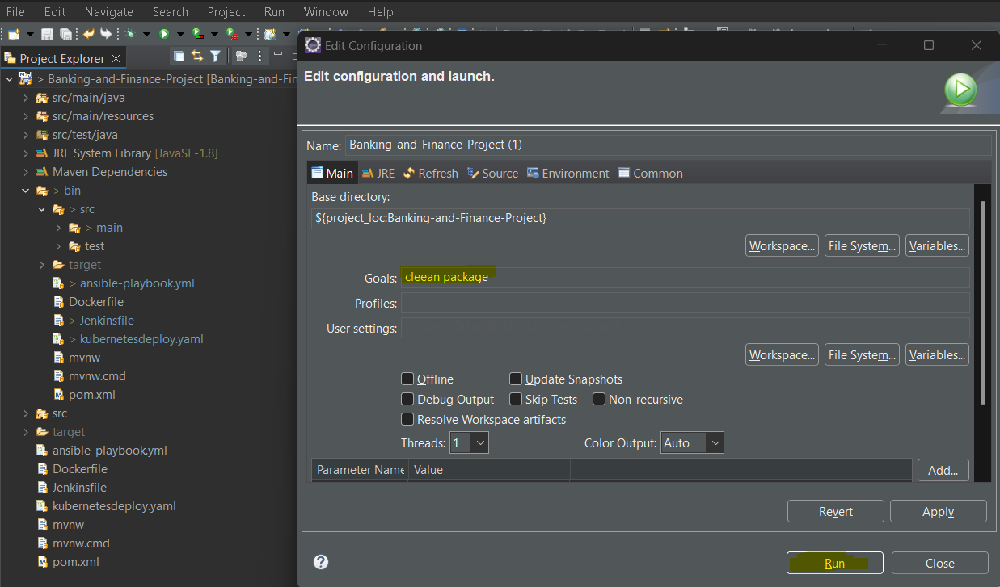 File Edit Navigate Search Project Run Window Help
Project Explorer
> Banking-and-Finance-Project [Banking-and-Fin
src/main/java
src/main/resources
src/test/java
JRE System Library [JavaSE-1.8]
Maven Dependencies
> bin
> src
> main
test
target
> ansible-playbook.yml
Dockerfile
> Jenkinsfile
> kubernetesdeploy.yaml
mvnw
mvnw.cmd
pom.xml
src
target
ansible-playbook.yml
Dockerfile
Jenkinsfile
kubernetesdeploy.yaml
mvnw
mvnw.cmd
pom.xml
Edit Configuration
Edit configuration and launch.
Name: Banking-and-Finance-Project (1)
Main JRE Refresh Source Environment Common
Base directory:
${project_loc:Banking-and-Finance-Project}
Workspace... File System... Variables...
Goals: cleean package
Profiles:
User settings:
Workspace... File System... Variables...
Offline Update Snapshots
Debug Output Skip Tests Non-recursive
Resolve Workspace artifacts
Threads: 1 Color Output: Auto
Parameter Name Value Add...
Revert Apply
? Run Close